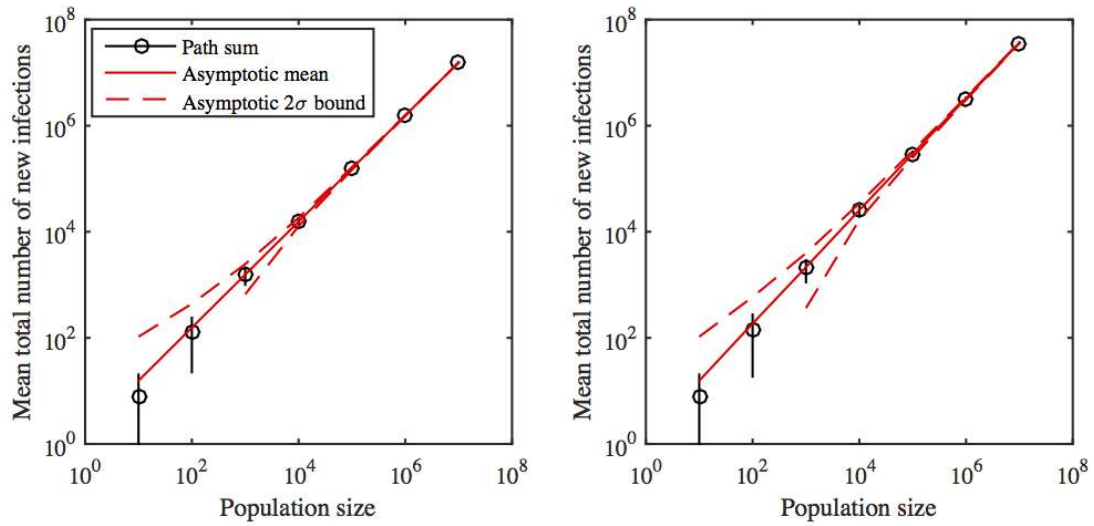 Mean total number of new infections
10^8
10^6
10^4
10^2
10^0
Path sum
Asymptotic mean
Asymptotic 2σ bound
10^0
10^2
10^4
10^6
10^8
Population size
Mean total number of new infections
10^8
10^6
10^4
10^2
10^0
10^0
10^2
10^4
10^6
10^8
Population size